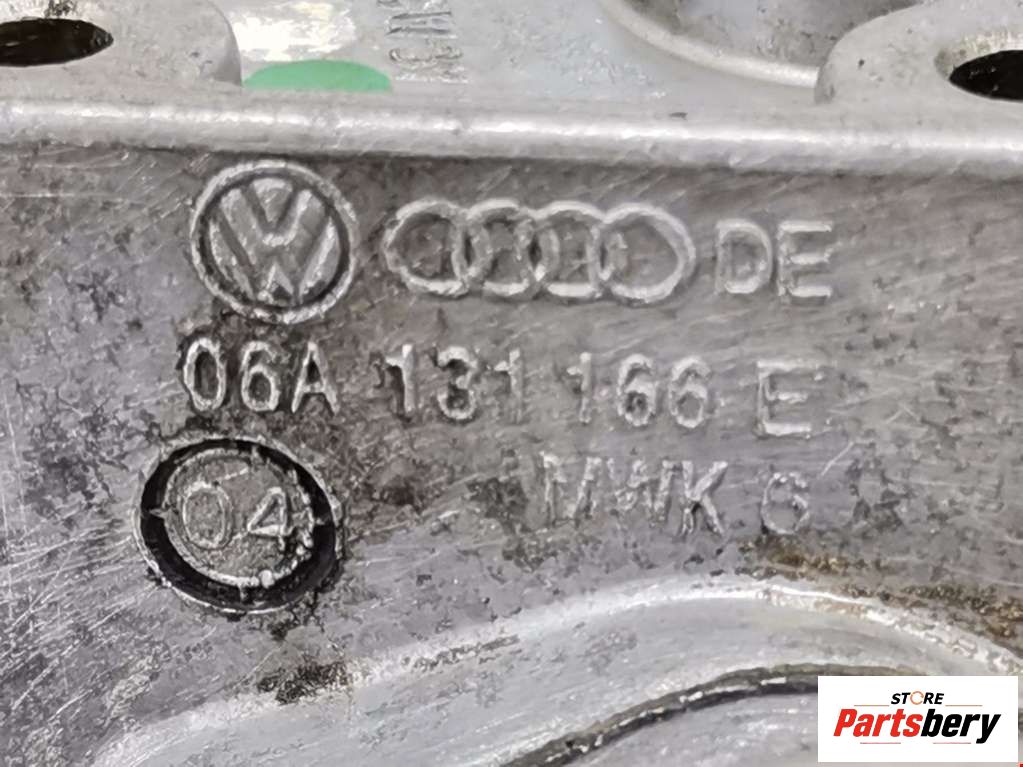 DE
06A 131 166 E
04
MWK 6
STORE
Partsbery